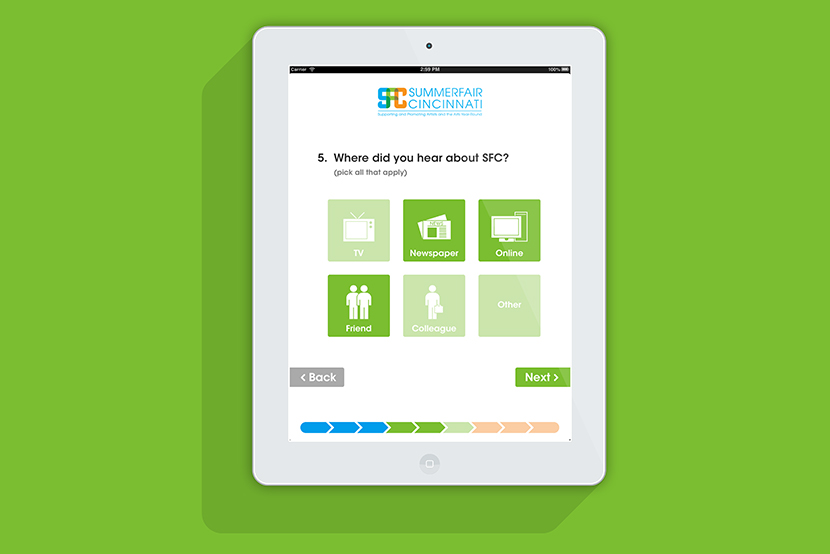 Carrier
2:59 PM
100%
SFC
SUMMERFAIR
CINCINNATI
5. Where did you hear about SFC?
(pick all that apply)
NEWS
TV
Newspaper
Online
Friend
Colleague
Other
< Back
Next >